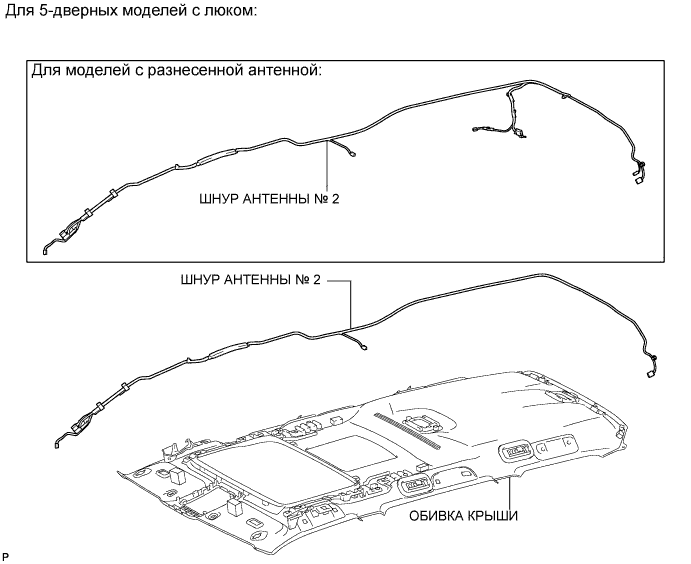 Для 5-дверных моделей с люком:
Для моделей с разнесенной антенной:
ШНУР АНТЕННЫ № 2
ШНУР АНТЕННЫ № 2
ОБИВКА КРЫШИ
P